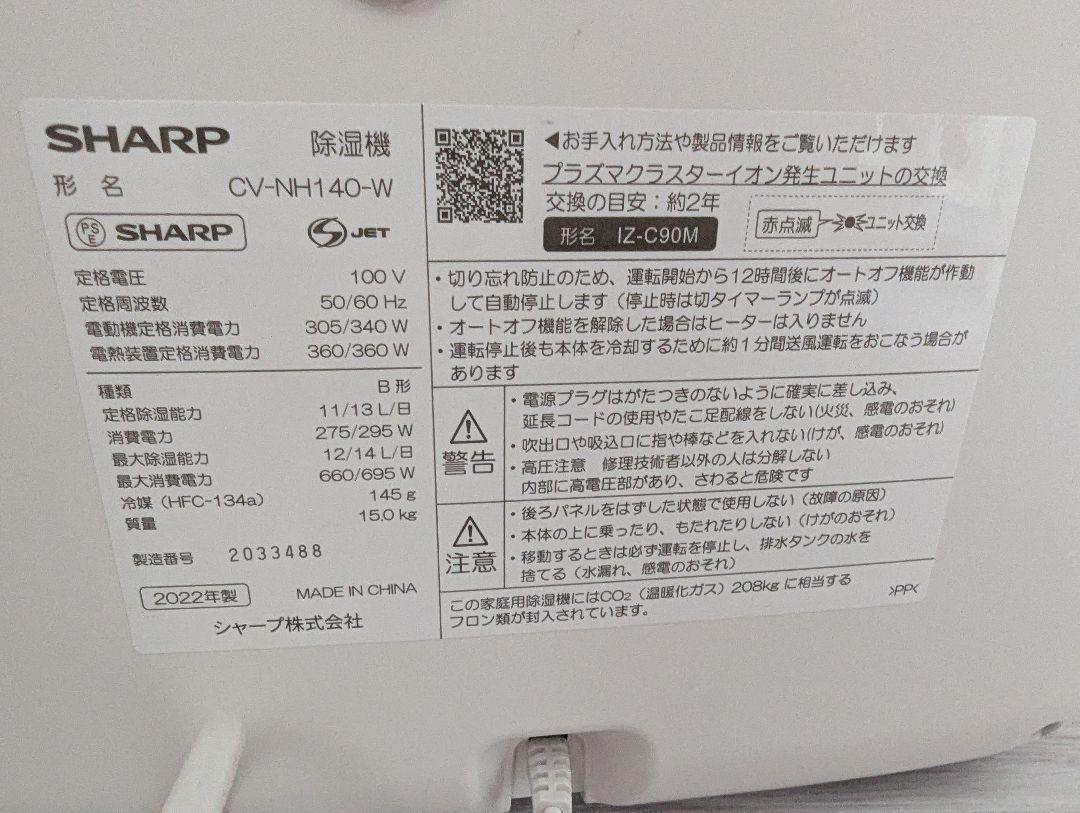 SHARP 除湿機
形 名 CV-NH140-W
PS E SHARP JET
定格電圧 100 V
定格周波数 50/60 Hz
電動機定格消費電力 305/340 W
電熱装置定格消費電力 360/360 W
種類 B 形
定格除湿能力 11/13 L/日
消費電力 275/295 W
最大除湿能力 12/14 L/日
最大消費電力 660/695 W
冷媒（HFC-134a） 145 g
質量 15.0 kg
製造番号 2033488
2022年製 MADE IN CHINA
シャープ株式会社
◀お手入れ方法や製品情報をご覧いただけます
プラズマクラスターイオン発生ユニットの交換
交換の目安：約2年
形名 IZ-C90M
赤点滅 ユニット交換
・切り忘れ防止のため、運転開始から12時間後にオートオフ機能が作動
して自動停止します（停止時は切タイマーランプが点滅）
・オートオフ機能を解除した場合はヒーターは入りません
・運転停止後も本体を冷却するために約1分間送風運転をおこなう場合が
あります
警告
・電源プラグはがたつきのないように確実に差し込み、
延長コードの使用やたこ足配線をしない(火災、感電のおそれ)
・吹出口や吸込口に指や棒などを入れない(けが、感電のおそれ)
・高圧注意 修理技術者以外の人は分解しない
内部に高電圧部があり、さわると危険です
注意
・後ろパネルをはずした状態で使用しない（故障の原因）
・本体の上に乗ったり、もたれたりしない（けがのおそれ）
・移動するときは必ず運転を停止し、排水タンクの水を
捨てる（水漏れ、感電のおそれ）
この家庭用除湿機にはCO₂（温暖化ガス）208kg に相当する
フロン類が封入されています。
>PP<